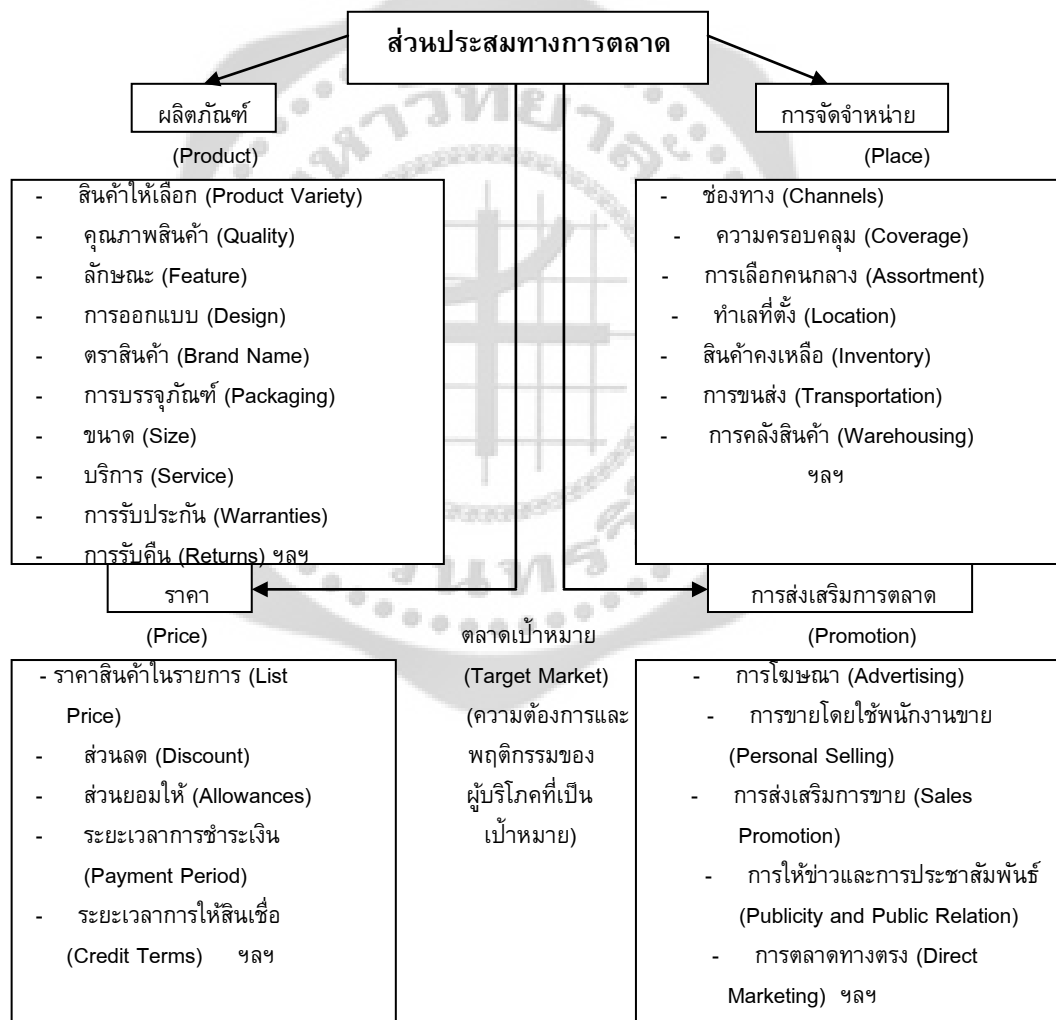 ส่วนประสมทางการตลาด
ผลิตภัณฑ์
(Product)
- สินค้าให้เลือก (Product Variety)
- คุณภาพสินค้า (Quality)
- ลักษณะ (Feature)
- การออกแบบ (Design)
- ตราสินค้า (Brand Name)
- การบรรจุภัณฑ์ (Packaging)
- ขนาด (Size)
- บริการ (Service)
- การรับประกัน (Warranties)
- การรับคืน (Returns) ฯลฯ
การจัดจำหน่าย
(Place)
- ช่องทาง (Channels)
- ความครอบคลุม (Coverage)
- การเลือกคนกลาง (Assortment)
- ทำเลที่ตั้ง (Location)
- สินค้าคงเหลือ (Inventory)
- การขนส่ง (Transportation)
- การคลังสินค้า (Warehousing)
ฯลฯ
ราคา
(Price)
- ราคาสินค้าในรายการ (List
Price)
- ส่วนลด (Discount)
- ส่วนยอมให้ (Allowances)
- ระยะเวลาการชำระเงิน
(Payment Period)
- ระยะเวลาการให้สินเชื่อ
(Credit Terms) ฯลฯ
ตลาดเป้าหมาย
(Target Market)
(ความต้องการและ
พฤติกรรมของ
ผู้บริโภคที่เป็น
เป้าหมาย)
การส่งเสริมการตลาด
(Promotion)
- การโฆษณา (Advertising)
- การขายโดยใช้พนักงานขาย
(Personal Selling)
- การส่งเสริมการขาย (Sales
Promotion)
- การให้ข่าวและการประชาสัมพันธ์
(Publicity and Public Relation)
- การตลาดทางตรง (Direct
Marketing) ฯลฯ